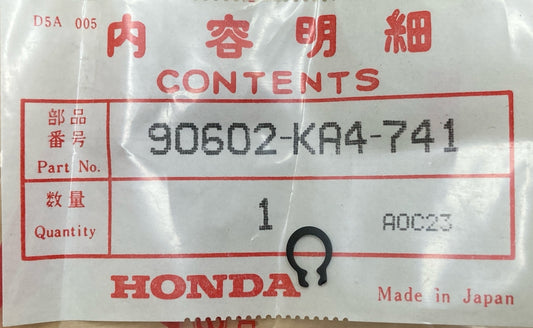 D5A 005
内容明細
CONTENTS
部品
番号
Part No.
90602-KA4-741
数量
Quantity
1
A0C23
HONDA
Made in Japan